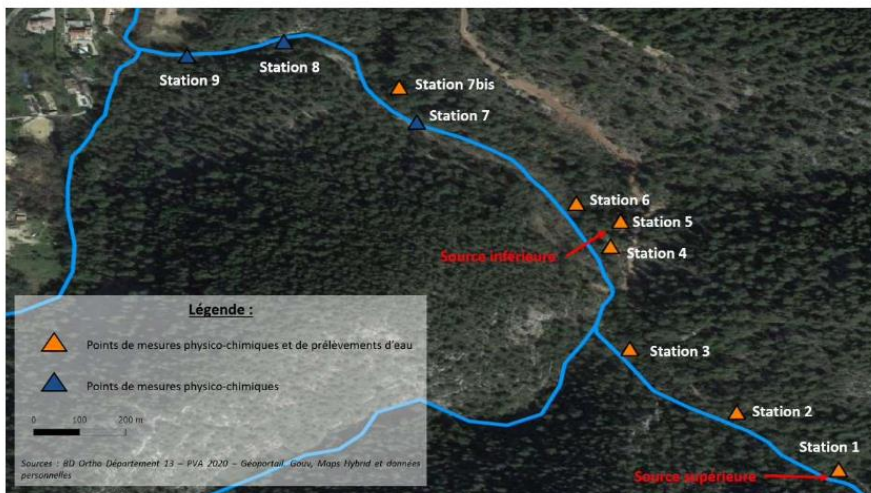 Station 9
Station 8
Station 7bis
Station 7
Station 6
Station 5
Source inférieure
Station 4
Station 3
Station 2
Station 1
Source supérieure
Légende :
Points de mesures physico-chimiques et de prélèvements d'eau
Points de mesures physico-chimiques
0 100 200 m
Sources : BD Ortho Département 13 – PVA 2020 – Géoportail. Gouv, Maps Hybrid et données
personnelles